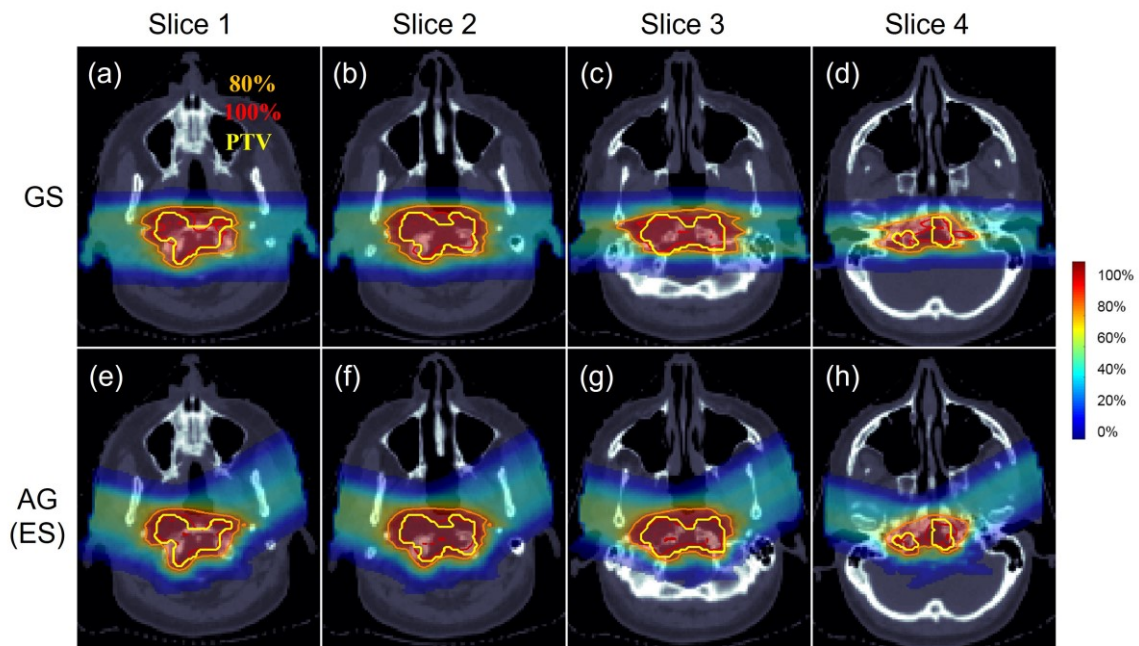 Slice 1 Slice 2 Slice 3 Slice 4
(a) (b) (c) (d)
80%
100%
PTV
GS
100%
80%
60%
40%
20%
0%
(e) (f) (g) (h)
AG
(ES)